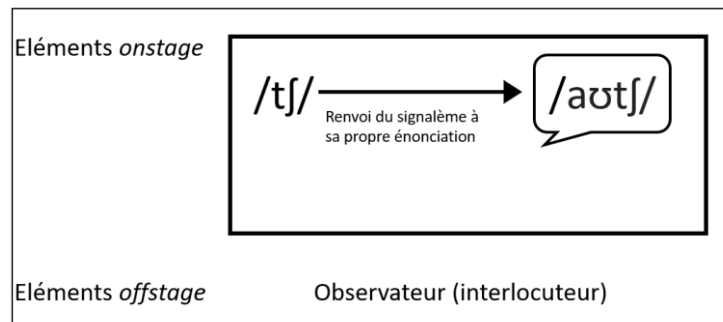 Eléments onstage
/tʃ/
/aʊtʃ/
Renvoi du signalème à
sa propre énonciation
Eléments offstage
Observateur (interlocuteur)